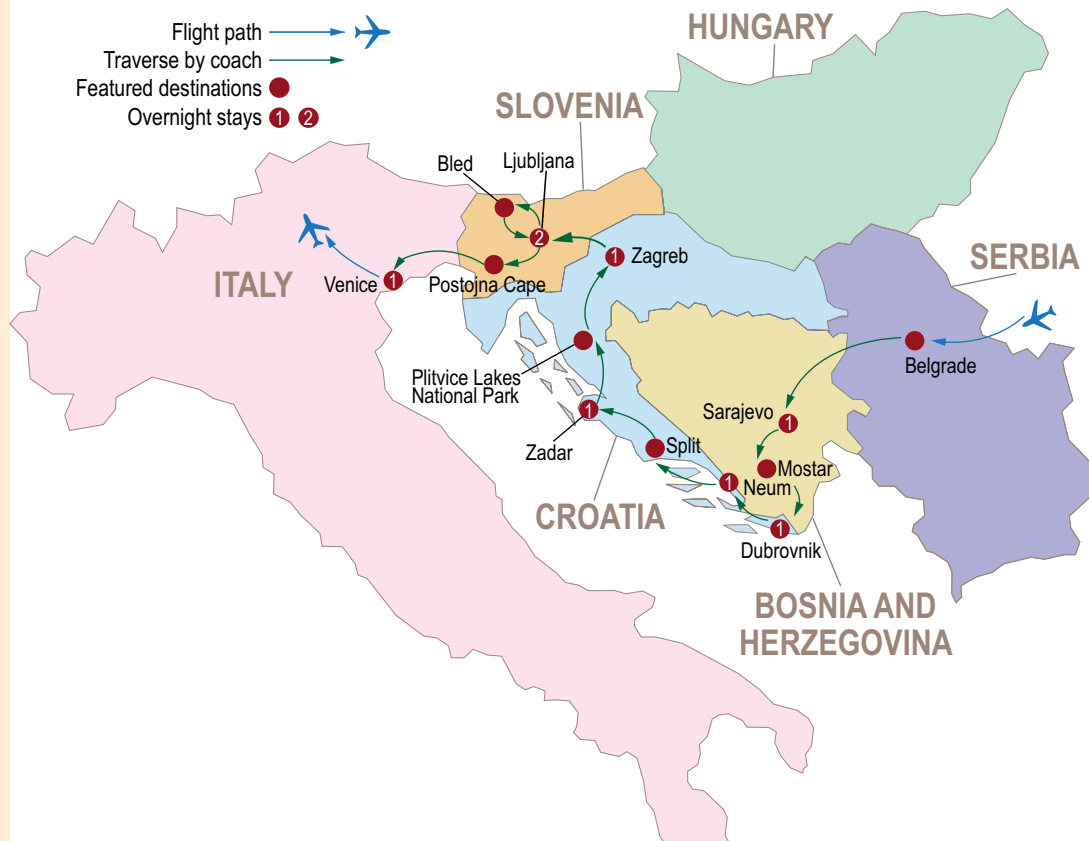 Flight path
Traverse by coach
Featured destinations
Overnight stays 1 2
HUNGARY
SLOVENIA
Bled
Ljubljana
2
Zagreb
1
SERBIA
ITALY
Venice
1
Postojna Cape
Belgrade
Plitvice Lakes
National Park
Sarajevo
1
1
Zadar
Split
Mostar
1
Neum
CROATIA
1
Dubrovnik
BOSNIA AND
HERZEGOVINA